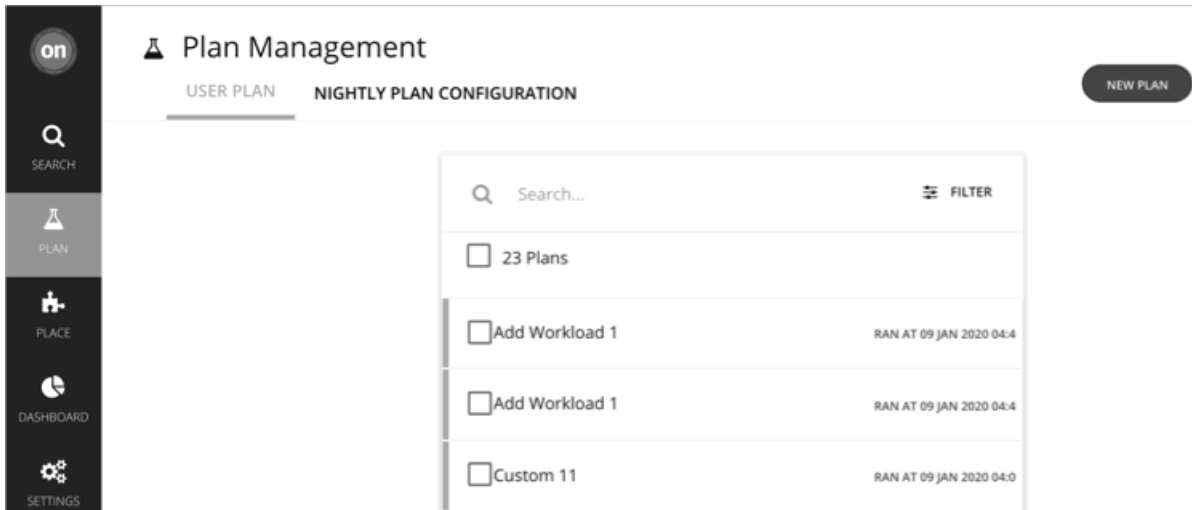 on
SEARCH
PLAN
PLACE
DASHBOARD
SETTINGS
Plan Management
USER PLAN NIGHTLY PLAN CONFIGURATION
NEW PLAN
Search... FILTER
23 Plans
Add Workload 1 RAN AT 09 JAN 2020 04:4
Add Workload 1 RAN AT 09 JAN 2020 04:4
Custom 11 RAN AT 09 JAN 2020 04:0